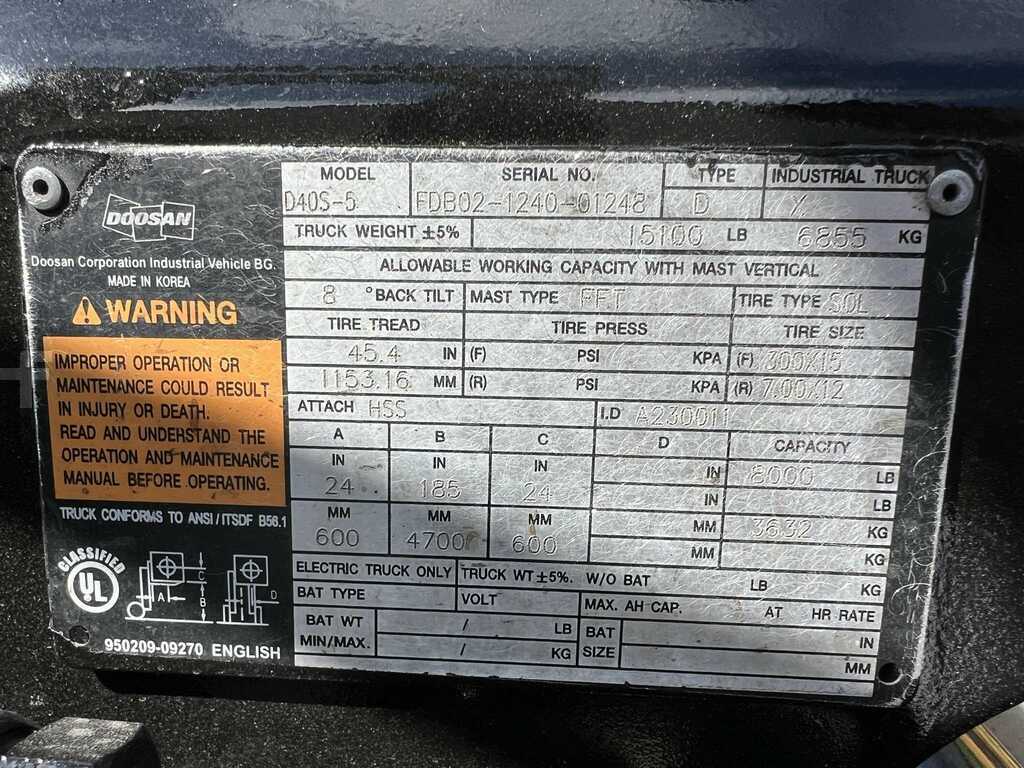 DOOSAN
Doosan Corporation Industrial Vehicle BG.
MADE IN KOREA
WARNING
IMPROPER OPERATION OR
MAINTENANCE COULD RESULT
IN INJURY OR DEATH.
READ AND UNDERSTAND THE
OPERATION AND MAINTENANCE
MANUAL BEFORE OPERATING.
TRUCK CONFORMS TO ANSI/ITSDF B56.1
CLASSIFIED
UL
A B C D
950209-09270 ENGLISH
MODEL SERIAL NO. TYPE INDUSTRIAL TRUCK
D40S-5 FDB02-1240-01248 D X
TRUCK WEIGHT ±5% 15100 LB 6855 KG
ALLOWABLE WORKING CAPACITY WITH MAST VERTICAL
8 °BACK TILT MAST TYPE FFT TIRE TYPE SOL
TIRE TREAD TIRE PRESS TIRE SIZE
45.4 IN (F) PSI KPA (F) 300X15
1153.16 MM (R) PSI KPA (R) 7.00X12
ATTACH HSS I.D A230011
A B C D CAPACITY
IN IN IN IN 8000 LB
24 185 24 IN LB
MM MM MM MM 3632 KG
600 4700 600 MM KG
ELECTRIC TRUCK ONLY TRUCK WT ±5%. W/O BAT LB KG
BAT TYPE VOLT MAX. AH CAP. AT HR RATE
BAT WT / LB BAT IN
MIN/MAX. / KG SIZE MM